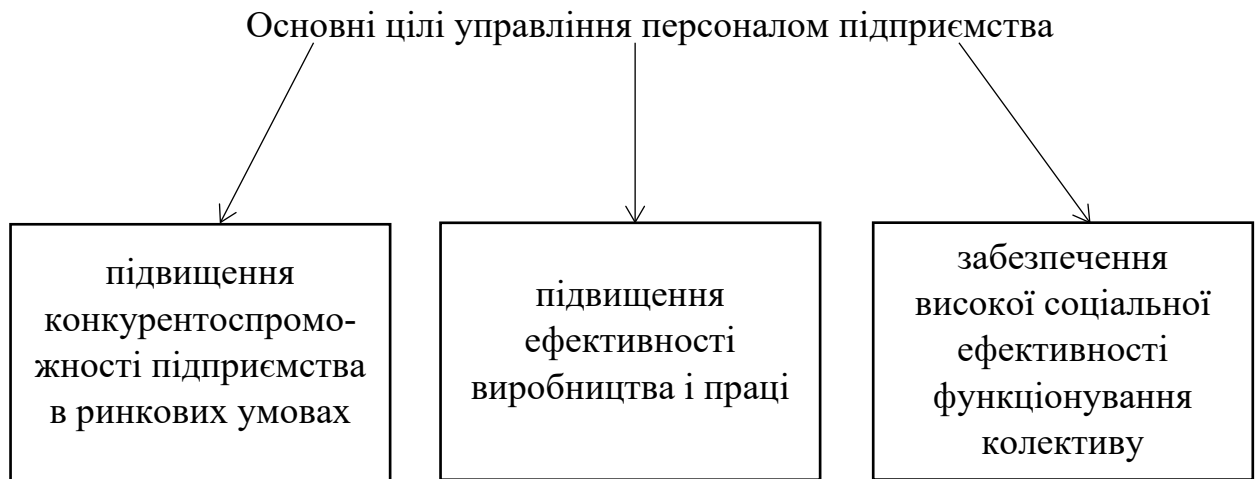 Основні цілі управління персоналом підприємства
підвищення
конкурентоспромо-
жності підприємства
в ринкових умовах
підвищення
ефективності
виробництва і праці
забезпечення
високої соціальної
ефективності
функціонування
колективу